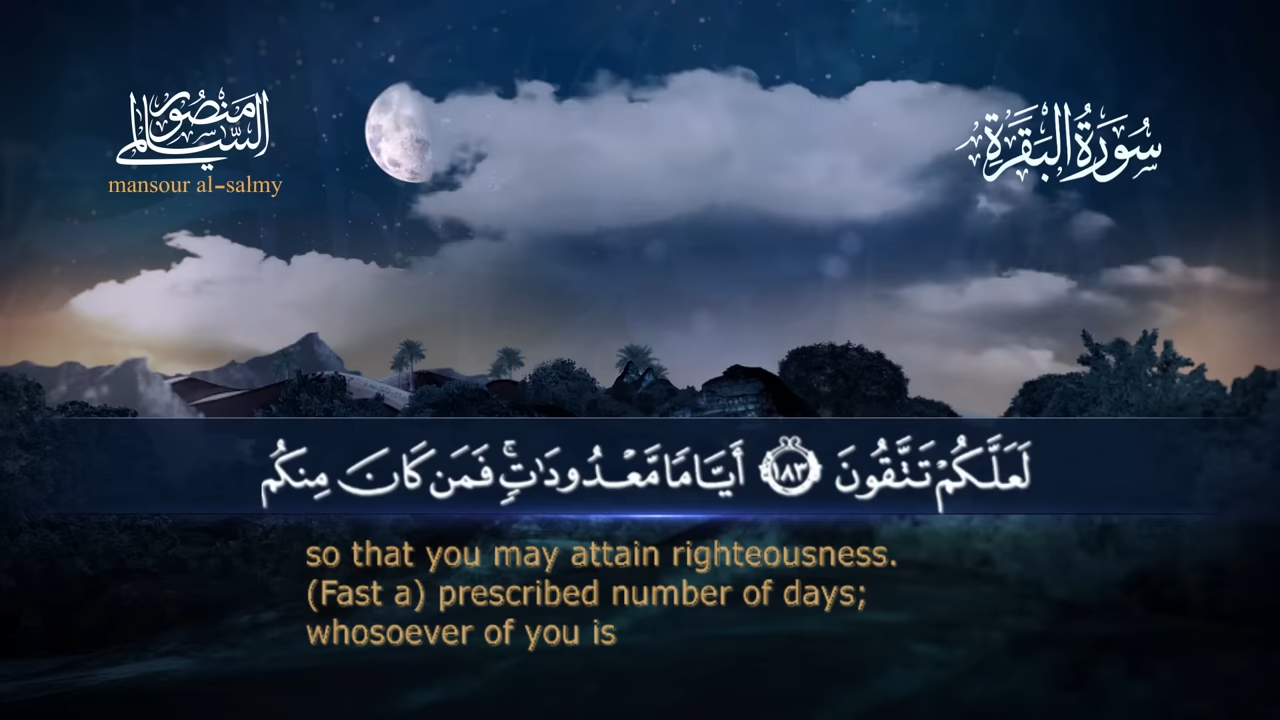 منصور السالمي
mansour al-salmy
سُورَةُ البَقَرَةِ
لَعَلَّكُمْ تَتَّقُونَ ١٨٣ أَيَّامًا مَّعْدُودَٰتٍ ۚ فَمَن كَانَ مِنكُم
so that you may attain righteousness.
(Fast a) prescribed number of days;
whosoever of you is